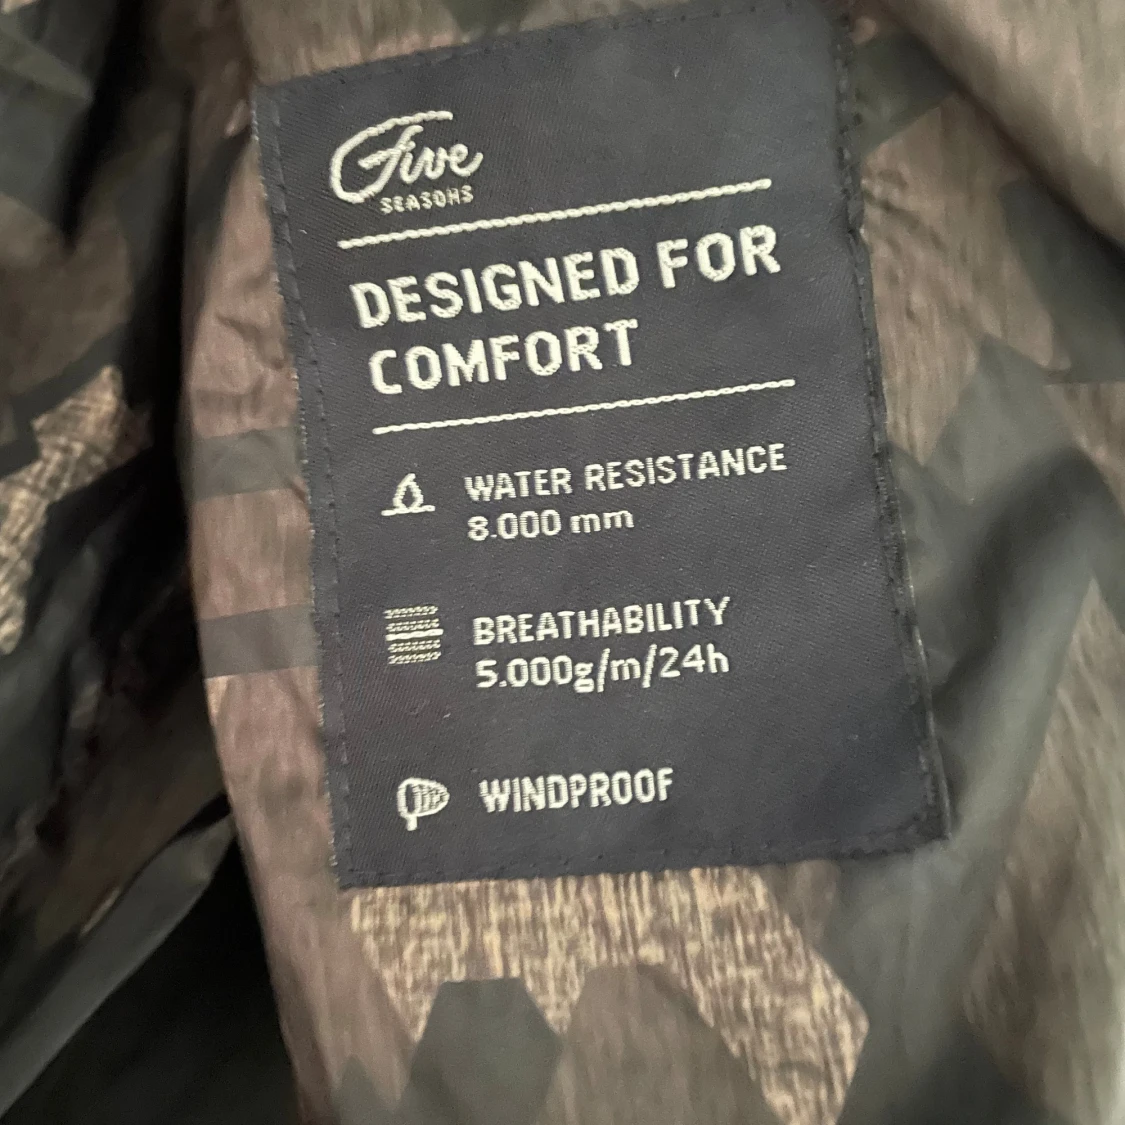 Five
SEASONS
DESIGNED FOR
COMFORT
WATER RESISTANCE
8.000 mm
BREATHABILITY
5.000g/m/24h
WINDPROOF